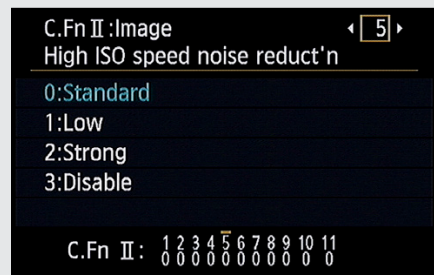 C.Fn II :Image 5
High ISO speed noise reduct'n
0:Standard
1:Low
2:Strong
3:Disable
C.Fn II : 1 2 3 4 5 6 7 8 9 10 11
0 0 0 0 0 0 0 0 0 0 0